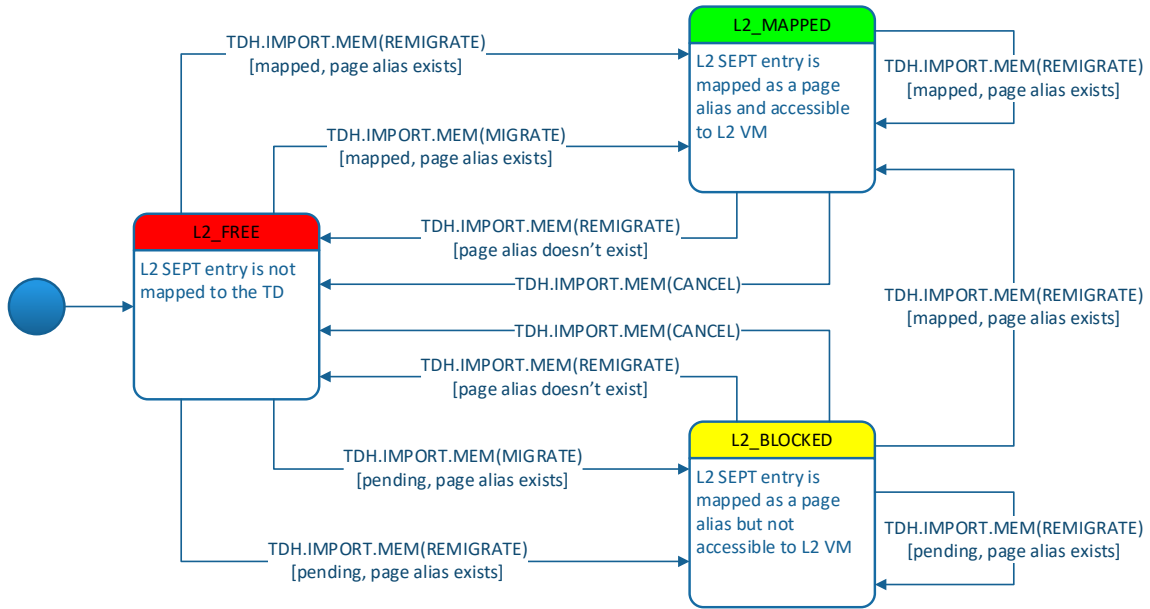 L2_MAPPED
L2 SEPT entry is
mapped as a page
alias and accessible
to L2 VM
TDH.IMPORT.MEM(REMIGRATE)
[mapped, page alias exists]
TDH.IMPORT.MEM(REMIGRATE)
[mapped, page alias exists]
TDH.IMPORT.MEM(MIGRATE)
[mapped, page alias exists]
L2_FREE
L2 SEPT entry is not
mapped to the TD
TDH.IMPORT.MEM(REMIGRATE)
[page alias doesn’t exist]
TDH.IMPORT.MEM(CANCEL)
TDH.IMPORT.MEM(REMIGRATE)
[mapped, page alias exists]
TDH.IMPORT.MEM(CANCEL)
TDH.IMPORT.MEM(REMIGRATE)
[page alias doesn’t exist]
L2_BLOCKED
L2 SEPT entry is
mapped as a page
alias but not
accessible to L2 VM
TDH.IMPORT.MEM(MIGRATE)
[pending, page alias exists]
TDH.IMPORT.MEM(REMIGRATE)
[pending, page alias exists]
TDH.IMPORT.MEM(REMIGRATE)
[pending, page alias exists]